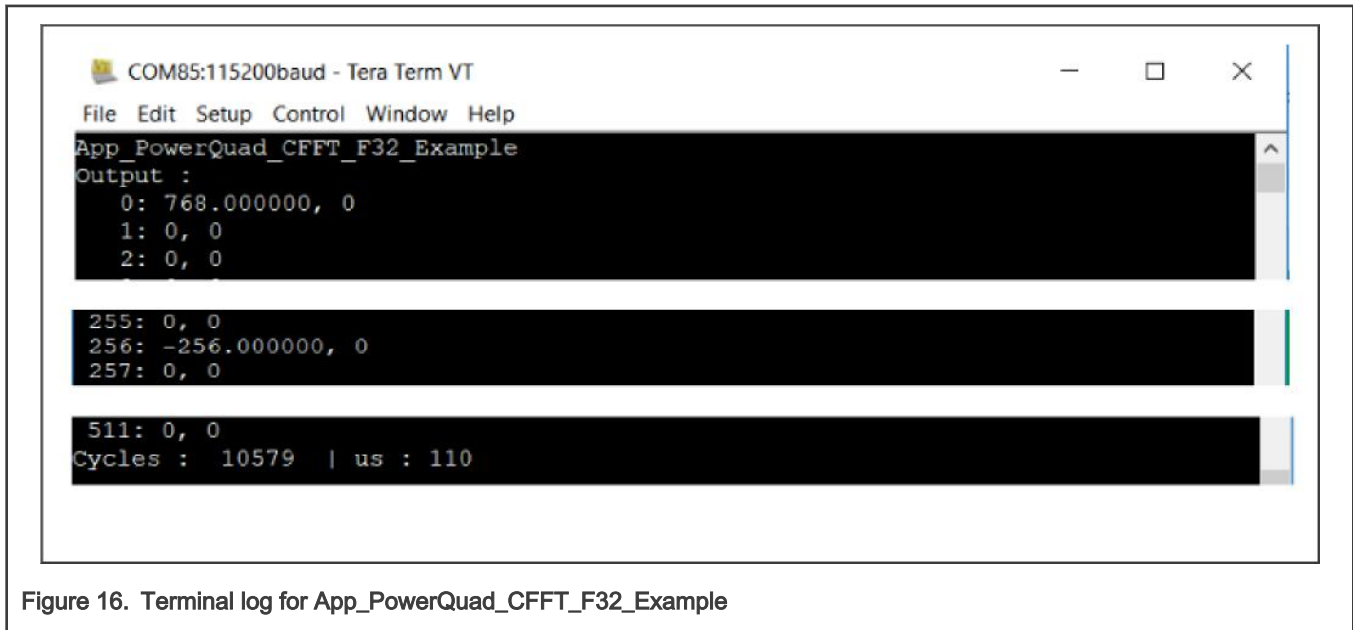 COM85:115200baud - Tera Term VT
File Edit Setup Control Window Help
App_PowerQuad_CFFT_F32_Example
Output :
0: 768.000000, 0
1: 0, 0
2: 0, 0
255: 0, 0
256: -256.000000, 0
257: 0, 0
511: 0, 0
Cycles : 10579 | us : 110
Figure 16. Terminal log for App_PowerQuad_CFFT_F32_Example